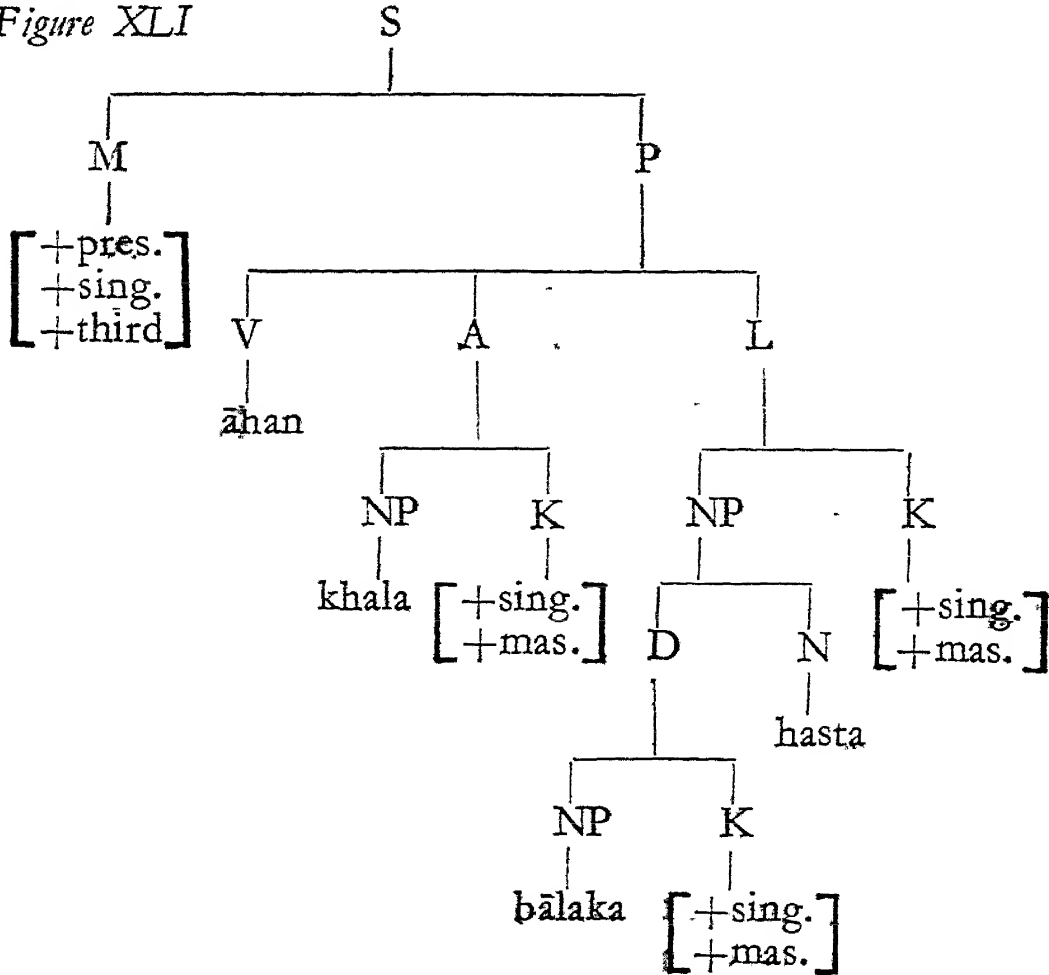 Figure XLI S
M P
+pres.
+sing.
+third
V A L
āhan
NP K NP K
khala +sing. +sing.
+mas. D N +mas.
hasta
NP K
bālaka +sing.
+mas.